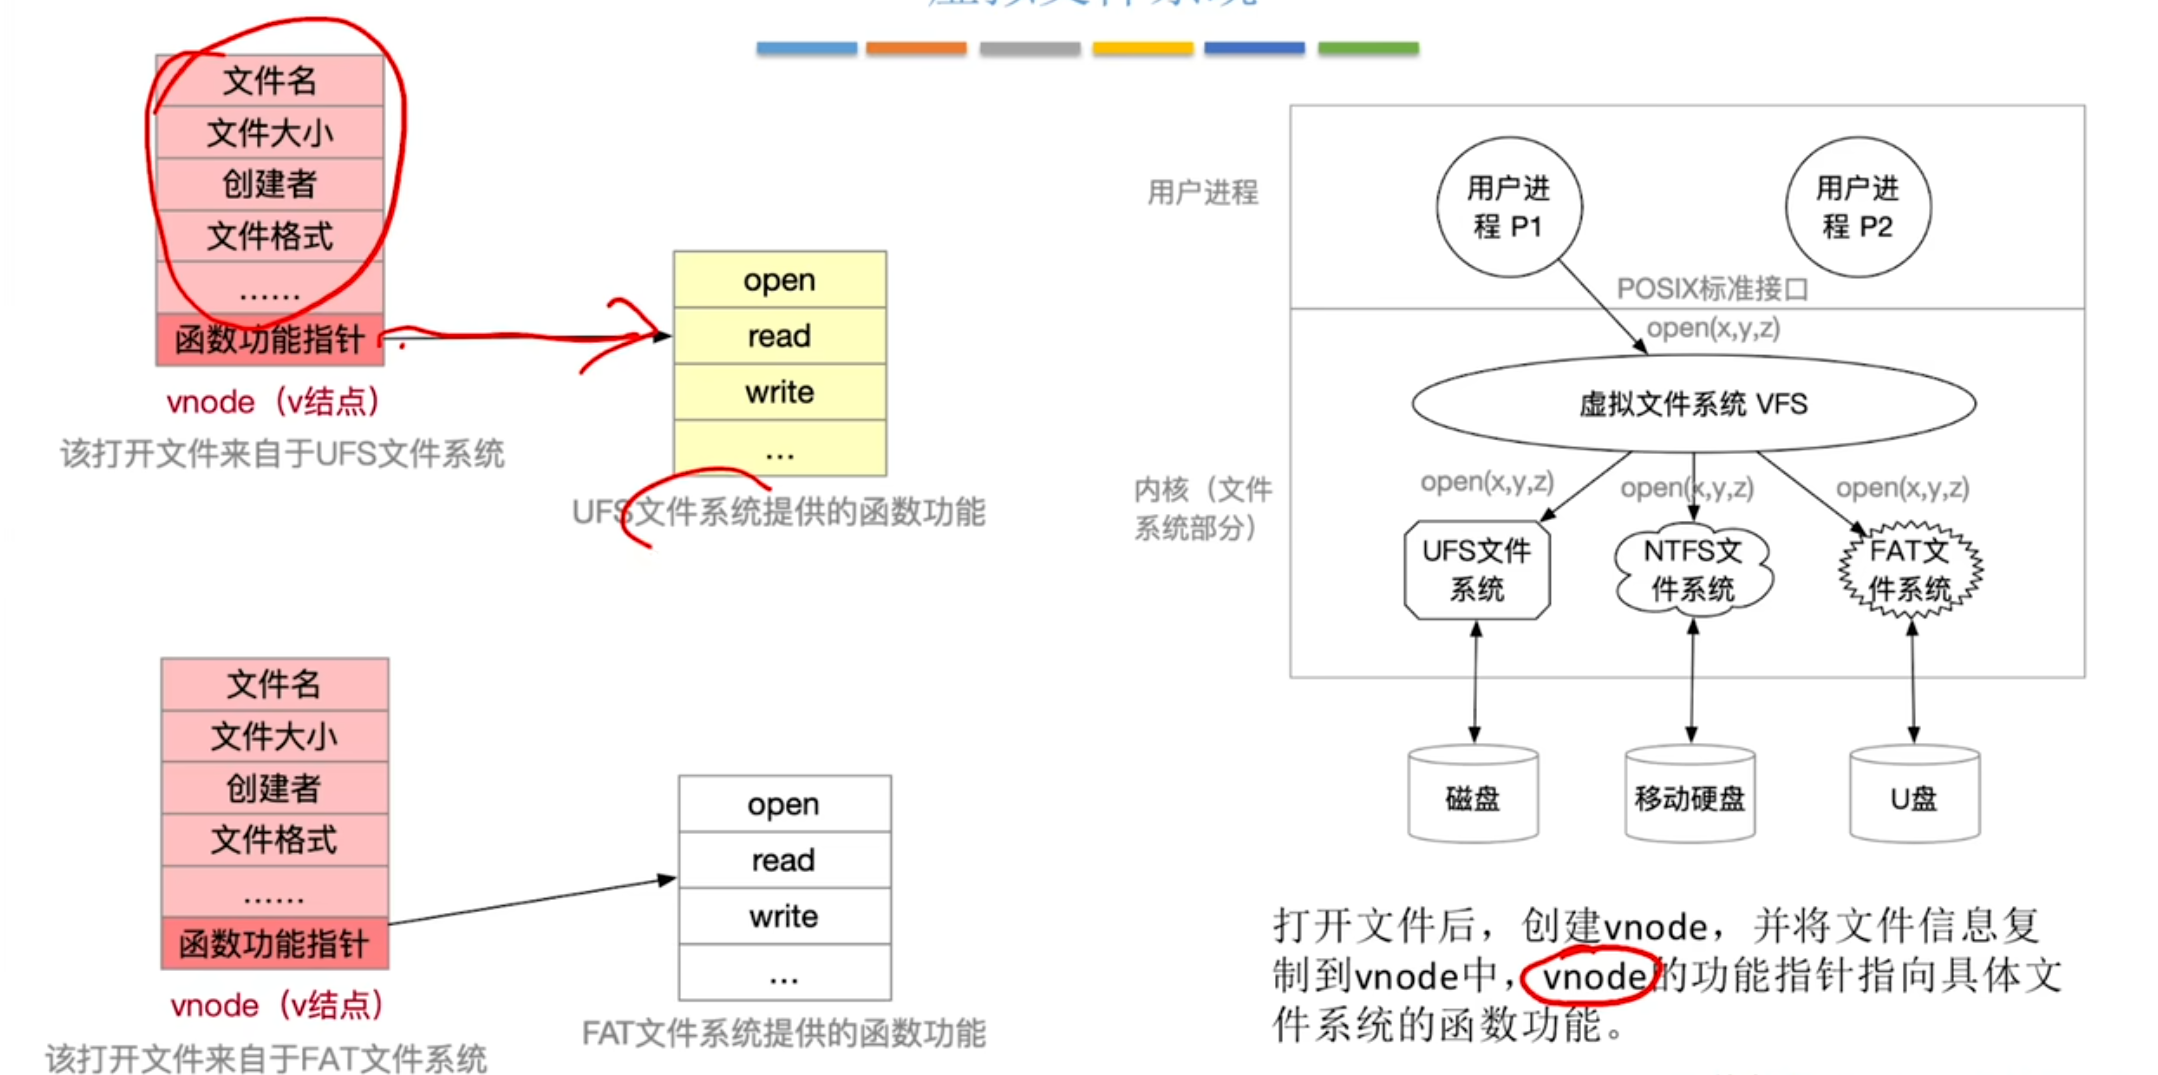 虚拟文件系统
文件名
文件大小
创建者
文件格式
......
函数功能指针
vnode（v结点）
该打开文件来自于UFS文件系统
open
read
write
...
UFS文件系统提供的函数功能
文件名
文件大小
创建者
文件格式
......
函数功能指针
vnode（v结点）
该打开文件来自于FAT文件系统
open
read
write
...
FAT文件系统提供的函数功能
用户进程
用户进
程 P1
用户进
程 P2
POSIX标准接口
open(x,y,z)
虚拟文件系统 VFS
内核（文件
系统部分）
open(x,y,z)
open(x,y,z)
open(x,y,z)
UFS文件
系统
NTFS文
件系统
FAT文
件系统
磁盘
移动硬盘
U盘
打开文件后，创建vnode，并将文件信息复
制到vnode中，vnode的功能指针指向具体文
件系统的函数功能。